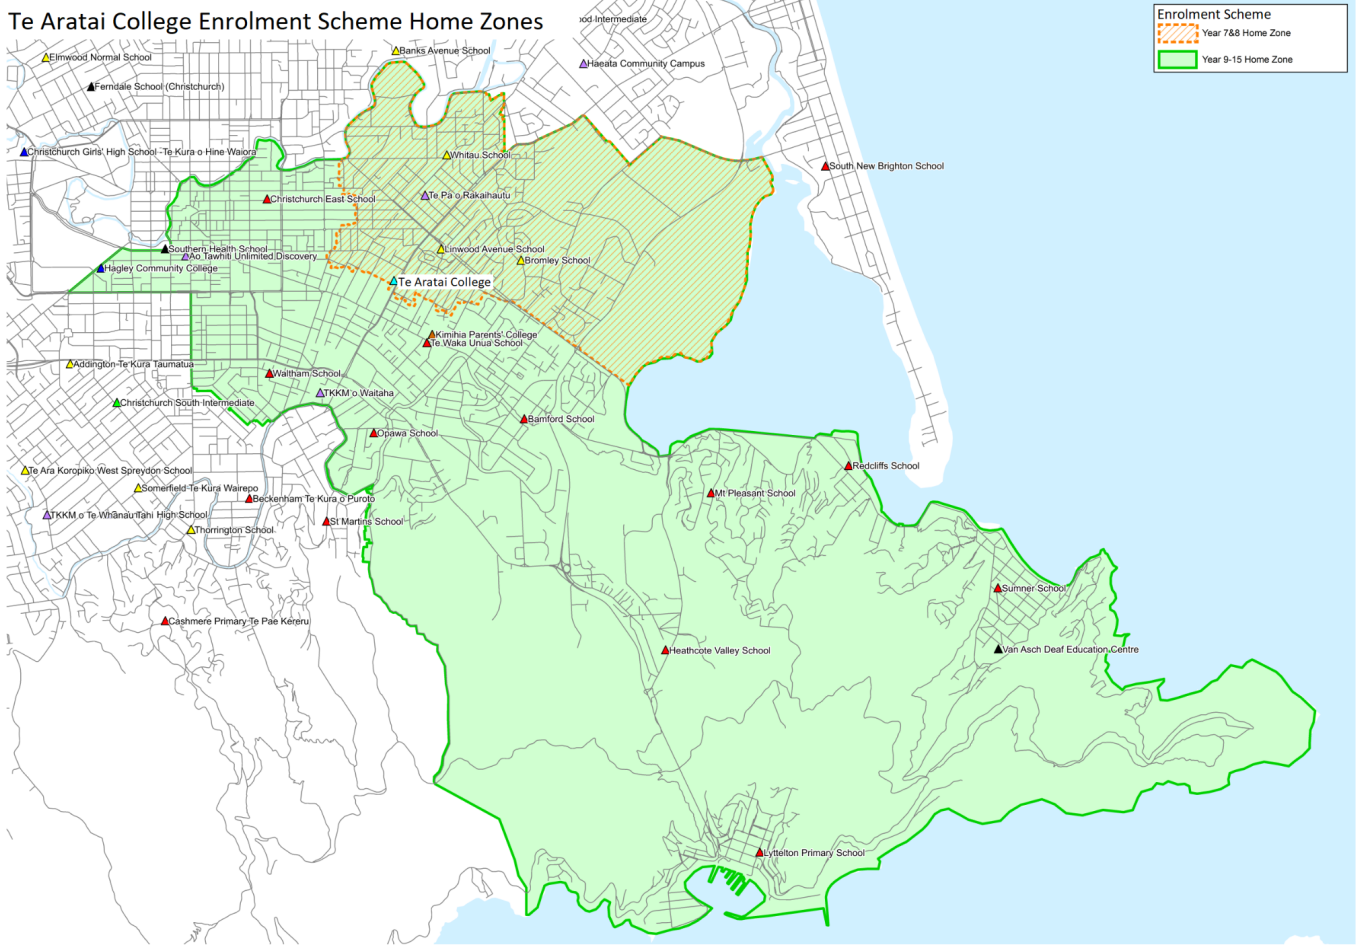 Te Aratai College Enrolment Scheme Home Zones
ood Intermediate
Enrolment Scheme
Year 7&8 Home Zone
Year 9-15 Home Zone
Banks Avenue School
Elmwood Normal School
Haeata Community Campus
Ferndale School (Christchurch)
Christchurch Girls' High School -Te Kura o Hine Waiora
Whitau School
South New Brighton School
Te Pa o Rakaihautu
Christchurch East School
Southern Health School
Linwood Avenue School
Ao Tawhiti Unlimited Discovery
Bromley School
Hagley Community College
Te Aratai College
Kimihia Parents' College
Te Waka Unua School
Addington Te Kura Taumatua
Waltham School
TKKM o Waitaha
Christchurch South Intermediate
Bamford School
Opawa School
Redcliffs School
Te Ara Koropiko West Spreydon School
Somerfield Te Kura Wairepo
Mt Pleasant School
Beckenham Te Kura o Puroto
TKKM o Te Whānau Tahi High School
St Martins School
Thorrington School
Sumner School
Cashmere Primary Te Pae Kereru
Heathcote Valley School
Van Asch Deaf Education Centre
Lyttelton Primary School